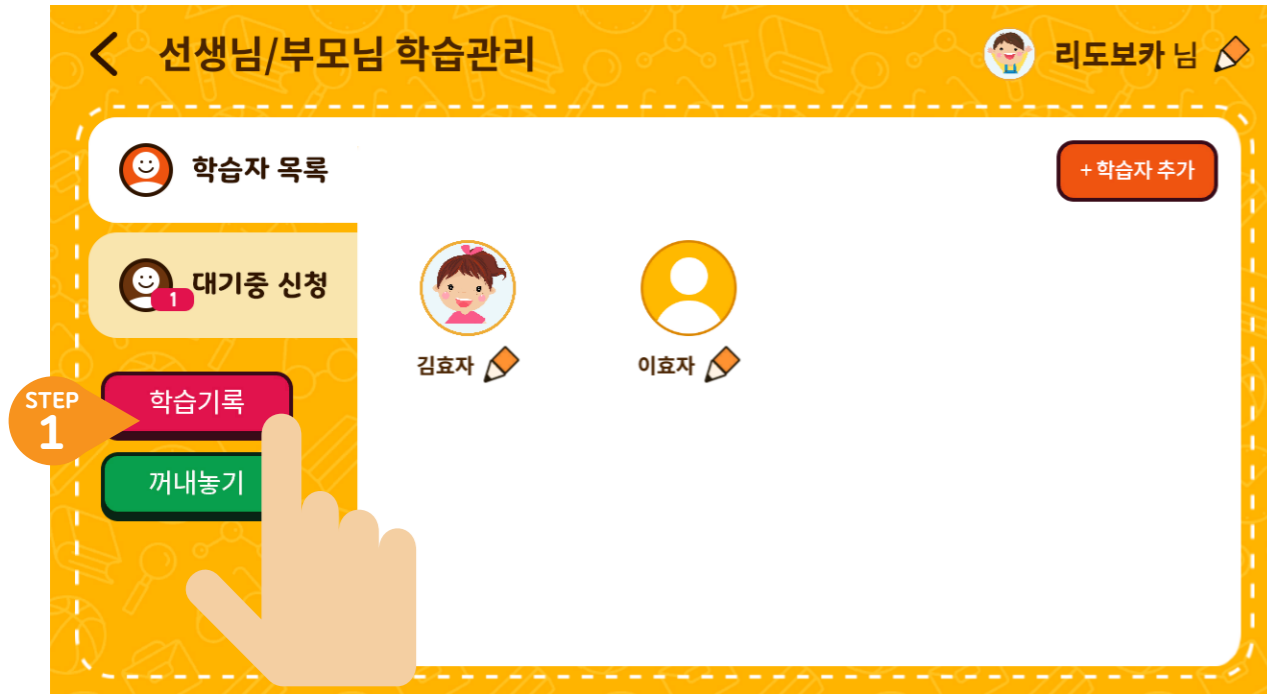 선생님/부모님 학습관리
리도보카 님
학습자 목록
+ 학습자 추가
대기중 신청
1
김효자
이효자
STEP
1
학습기록
꺼내놓기